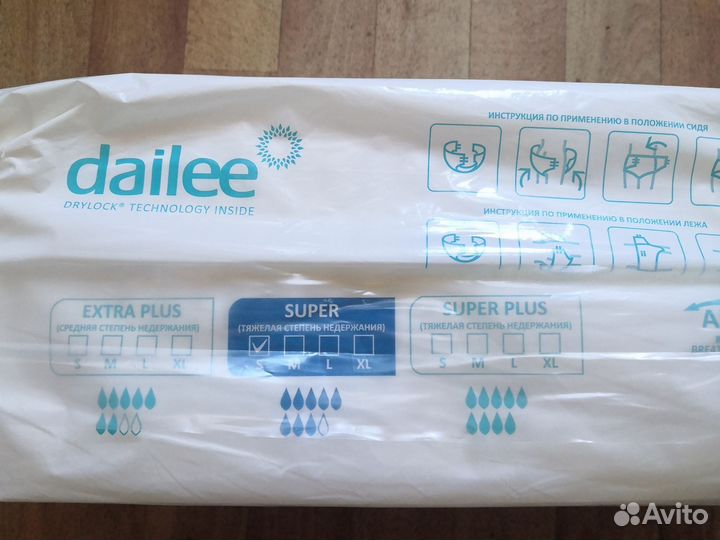 dailee
DRYLOCK® TECHNOLOGY INSIDE
ИНСТРУКЦИЯ ПО ПРИМЕНЕНИЮ В ПОЛОЖЕНИИ СИДЯ
ИНСТРУКЦИЯ ПО ПРИМЕНЕНИЮ В ПОЛОЖЕНИИ ЛЕЖА
EXTRA PLUS
(СРЕДНЯЯ СТЕПЕНЬ НЕДЕРЖАНИЯ)
S M L XL
SUPER
(ТЯЖЕЛАЯ СТЕПЕНЬ НЕДЕРЖАНИЯ)
S M L XL
SUPER PLUS
(ТЯЖЕЛАЯ СТЕПЕНЬ НЕДЕРЖАНИЯ)
S M L XL
Avito